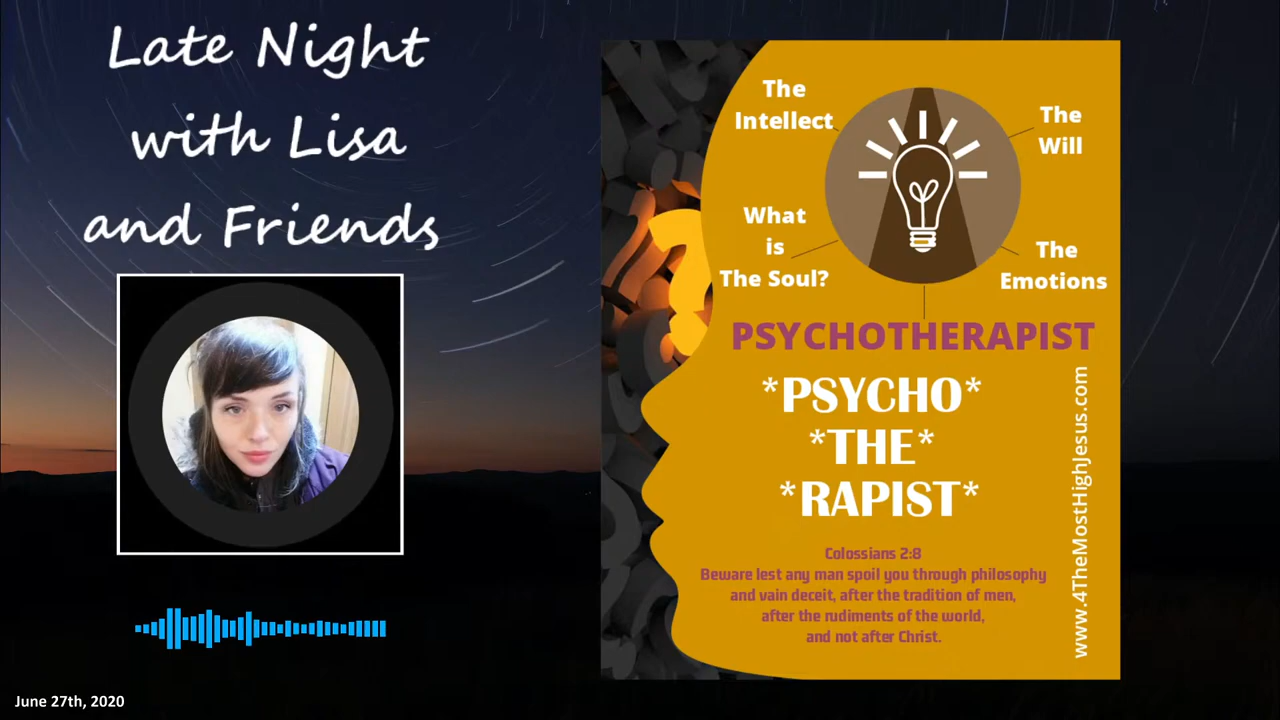 Late Night
with Lisa
and Friends
June 27th, 2020
The
Intellect
The
Will
What
is
The Soul?
The
Emotions
PSYCHOTHERAPIST
*PSYCHO*
*THE*
*RAPIST*
Colossians 2:8
Beware lest any man spoil you through philosophy
and vain deceit, after the tradition of men,
after the rudiments of the world,
and not after Christ.
www.4TheMostHighJesus.com